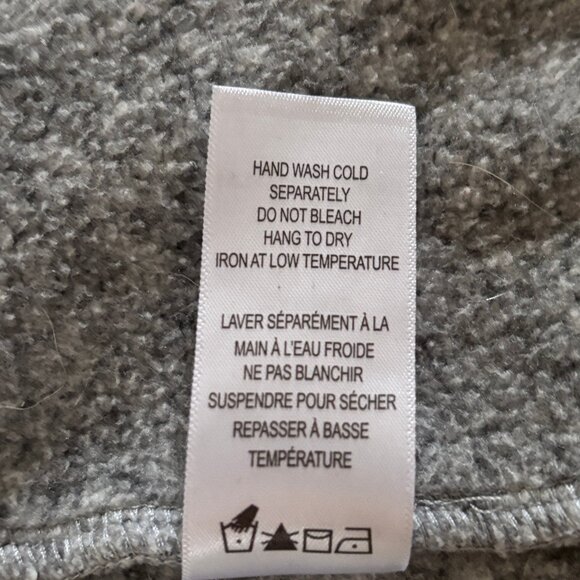 HAND WASH COLD
SEPARATELY
DO NOT BLEACH
HANG TO DRY
IRON AT LOW TEMPERATURE
LAVER SÉPARÉMENT À LA
MAIN À L'EAU FROIDE
NE PAS BLANCHIR
SUSPENDRE POUR SÉCHER
REPASSER À BASSE
TEMPÉRATURE